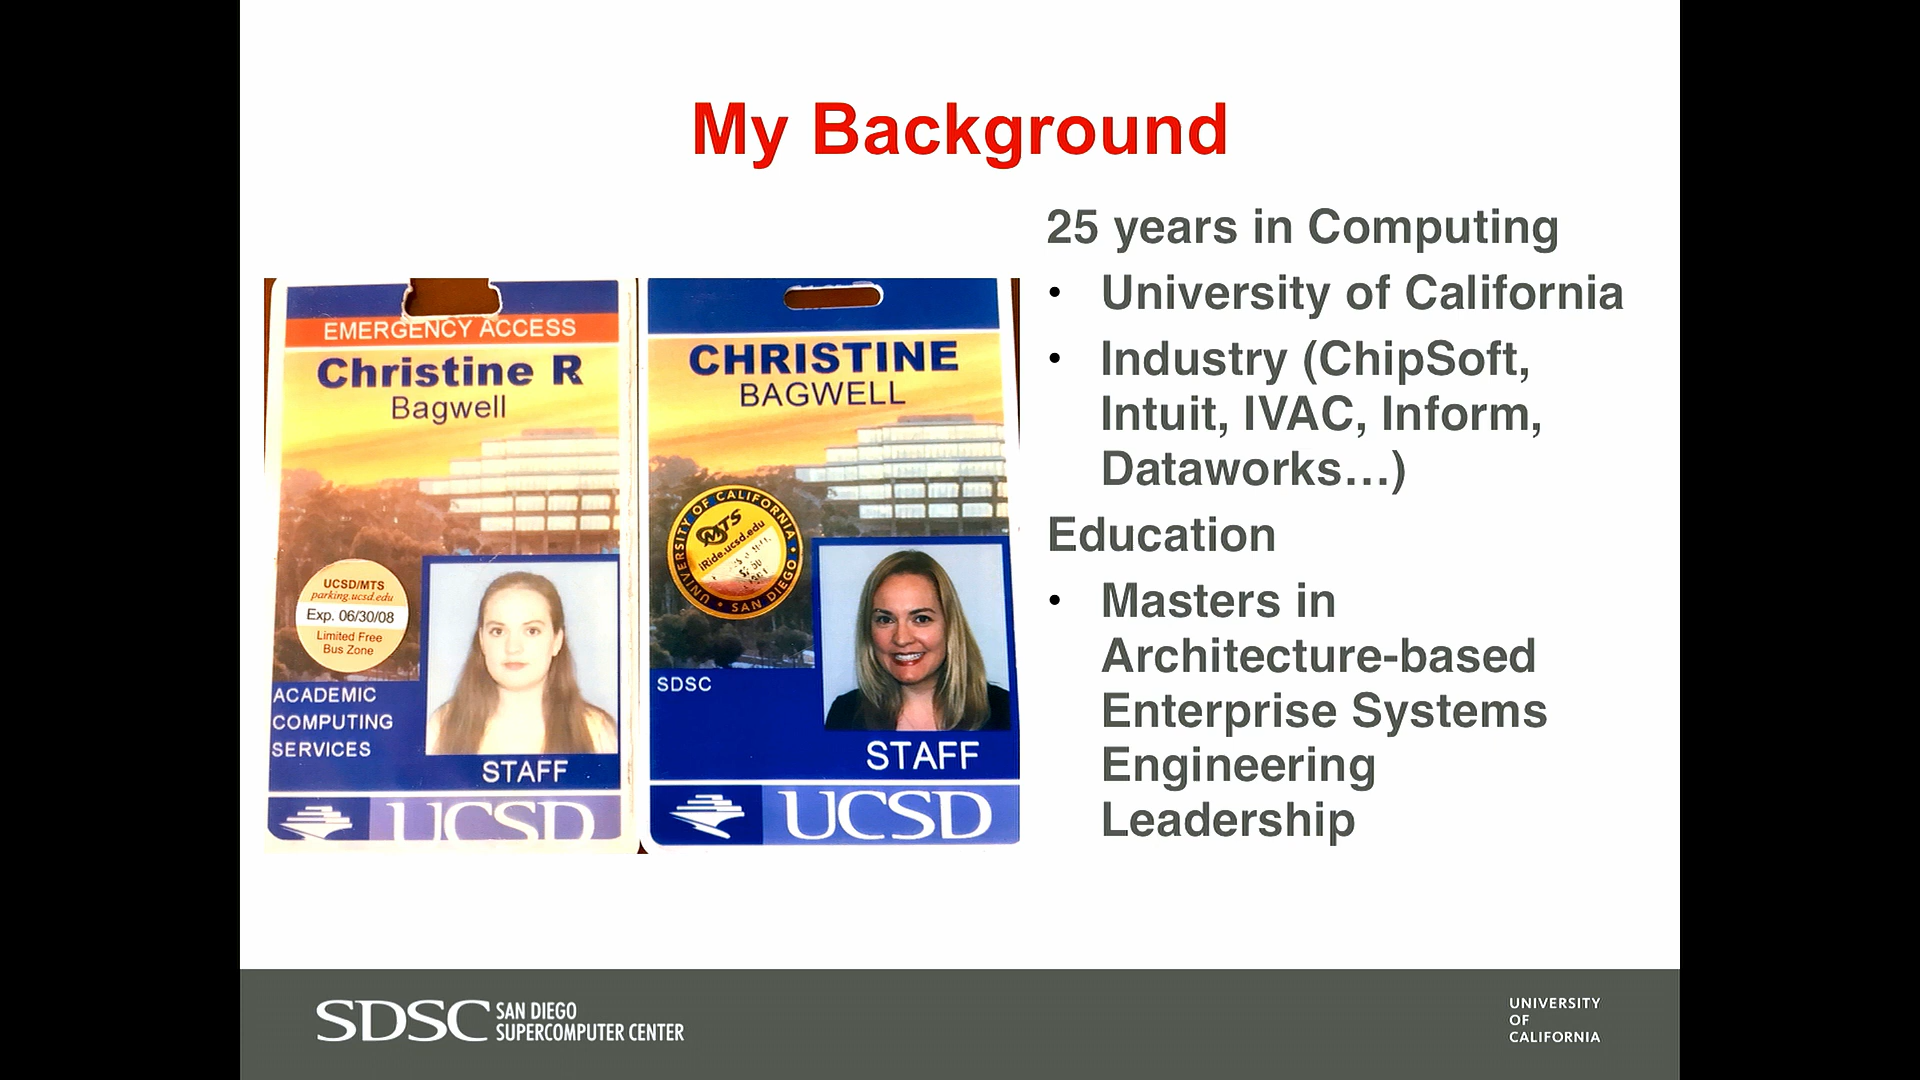 My Background
EMERGENCY ACCESS
Christine R
Bagwell
UCSD/MTS
parking.ucsd.edu
Exp. 06/30/08
Limited Free
Bus Zone
ACADEMIC
COMPUTING
SERVICES
STAFF
UCSD
CHRISTINE
BAGWELL
UNIVERSITY OF CALIFORNIA
MTS
iRide.ucsd.edu
• SAN DIEGO •
SDSC
STAFF
UCSD
25 years in Computing
• University of California
• Industry (ChipSoft,
Intuit, IVAC, Inform,
Dataworks...)
Education
• Masters in
Architecture-based
Enterprise Systems
Engineering
Leadership
SDSC SAN DIEGO
SUPERCOMPUTER CENTER
UNIVERSITY
OF
CALIFORNIA